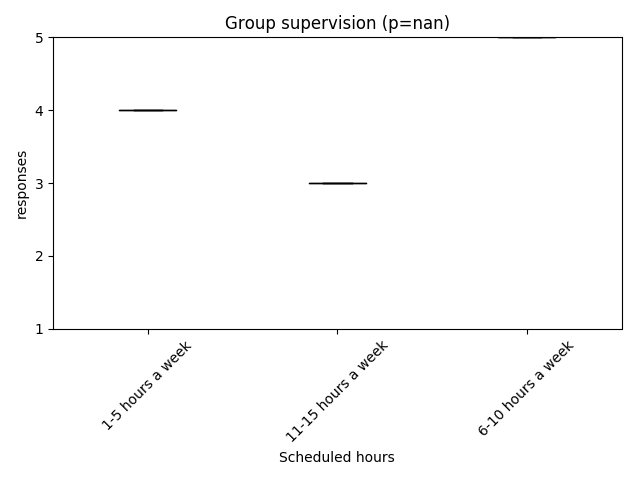 Group supervision (p=nan)
5
4
3
2
1
responses
1-5 hours a week
11-15 hours a week
6-10 hours a week
Scheduled hours